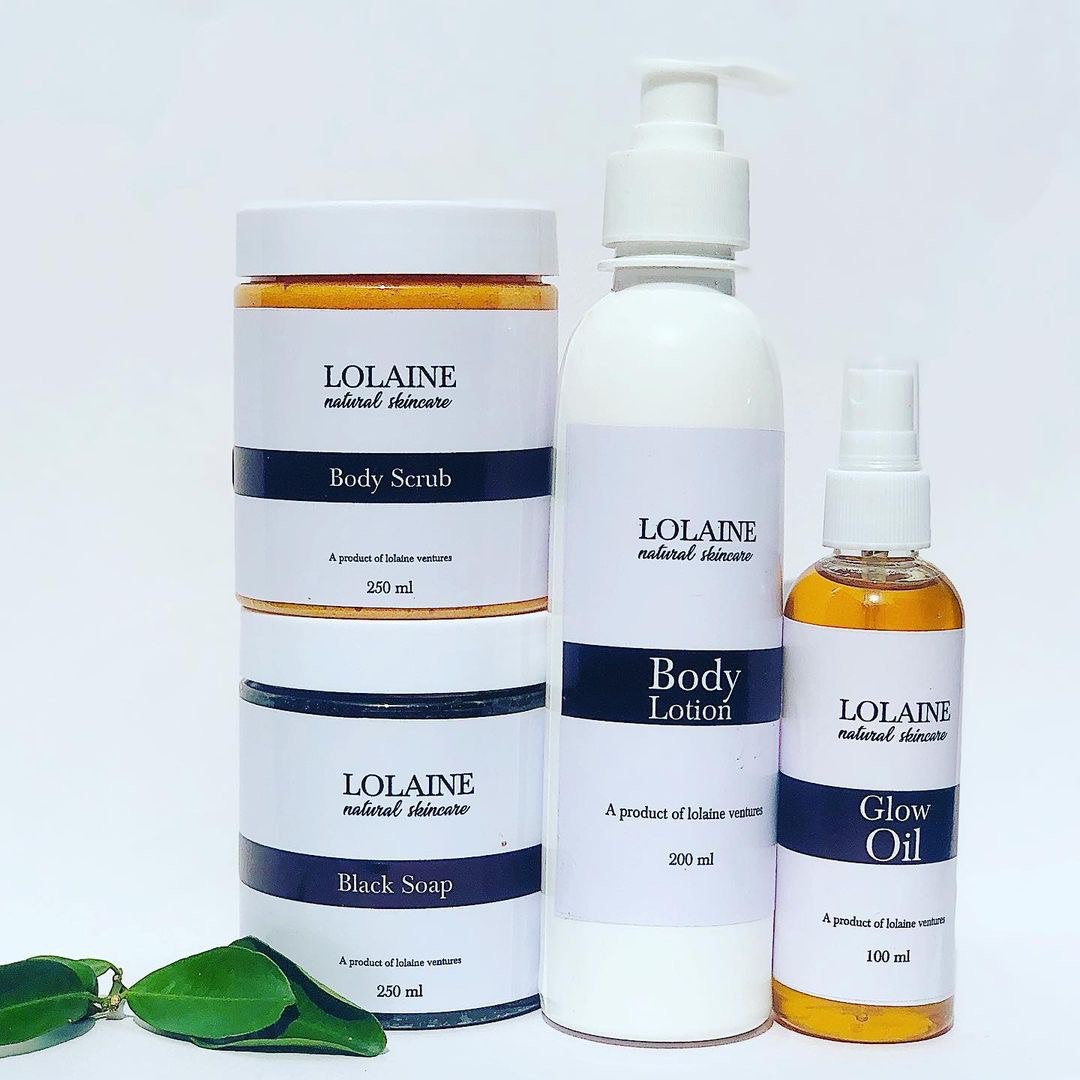 LOLAINE
natural skincare
Body Scrub
A product of lolaine ventures
250 ml
LOLAINE
natural skincare
Black Soap
A product of lolaine ventures
250 ml
LOLAINE
natural skincare
Body
Lotion
A product of lolaine ventures
200 ml
LOLAINE
natural skincare
Glow
Oil
A product of lolaine ventures
100 ml